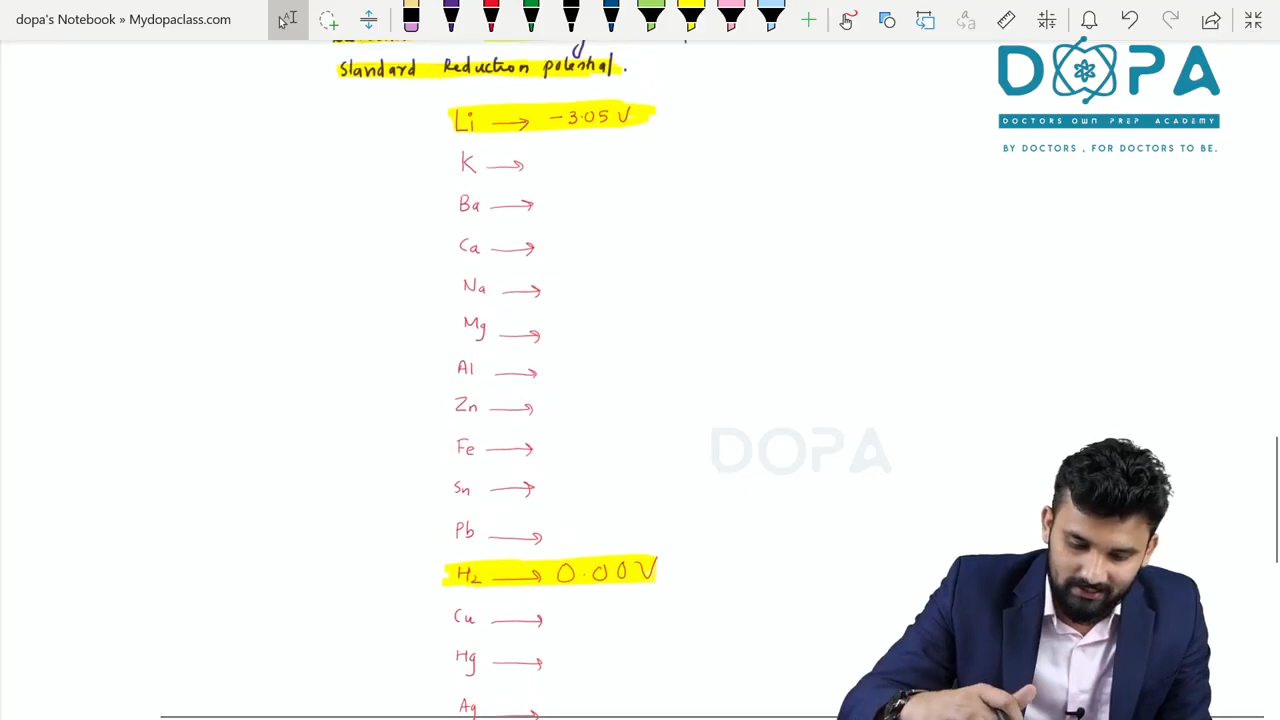 dopa's Notebook » Mydopaclass.com
Standard Reduction potential.
DOPA
DOCTORS OWN PREP ACADEMY
BY DOCTORS , FOR DOCTORS TO BE.
Li → -3.05 V
K →
Ba →
Ca →
Na →
Mg →
Al →
Zn →
DOPA
Fe →
Sn →
Pb →
H2 → 0.00V
Cu →
Hg →
Ag →